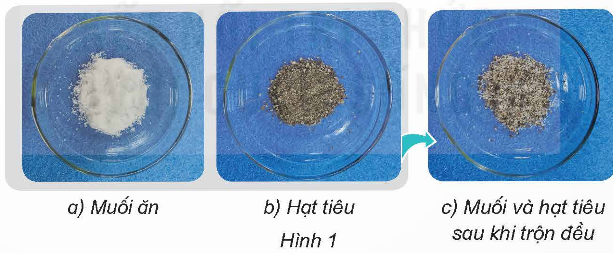 a) Muối ăn
b) Hạt tiêu
c) Muối và hạt tiêu
sau khi trộn đều
Hình 1